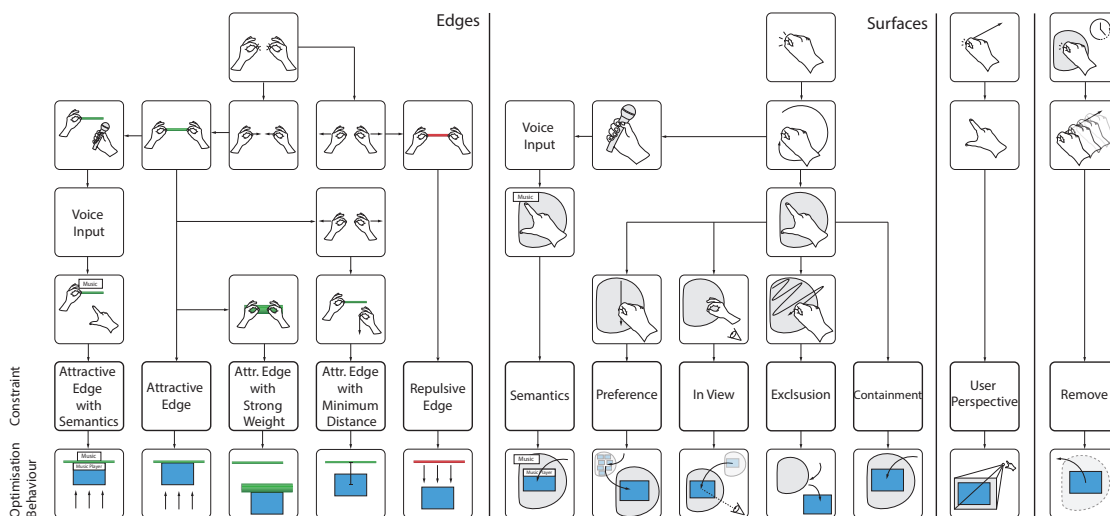 Edges
Surfaces
Voice
Input
Voice
Input
Music
Music
Constraint
Attractive
Edge
with
Semantics
Attractive
Edge
Attr. Edge
with
Strong
Weight
Attr. Edge
with
Minimum
Distance
Repulsive
Edge
Semantics
Preference
In View
Exclsusion
Containment
User
Perspective
Remove
Optimisation
Behaviour
Music
Music Player
Music
Music Player